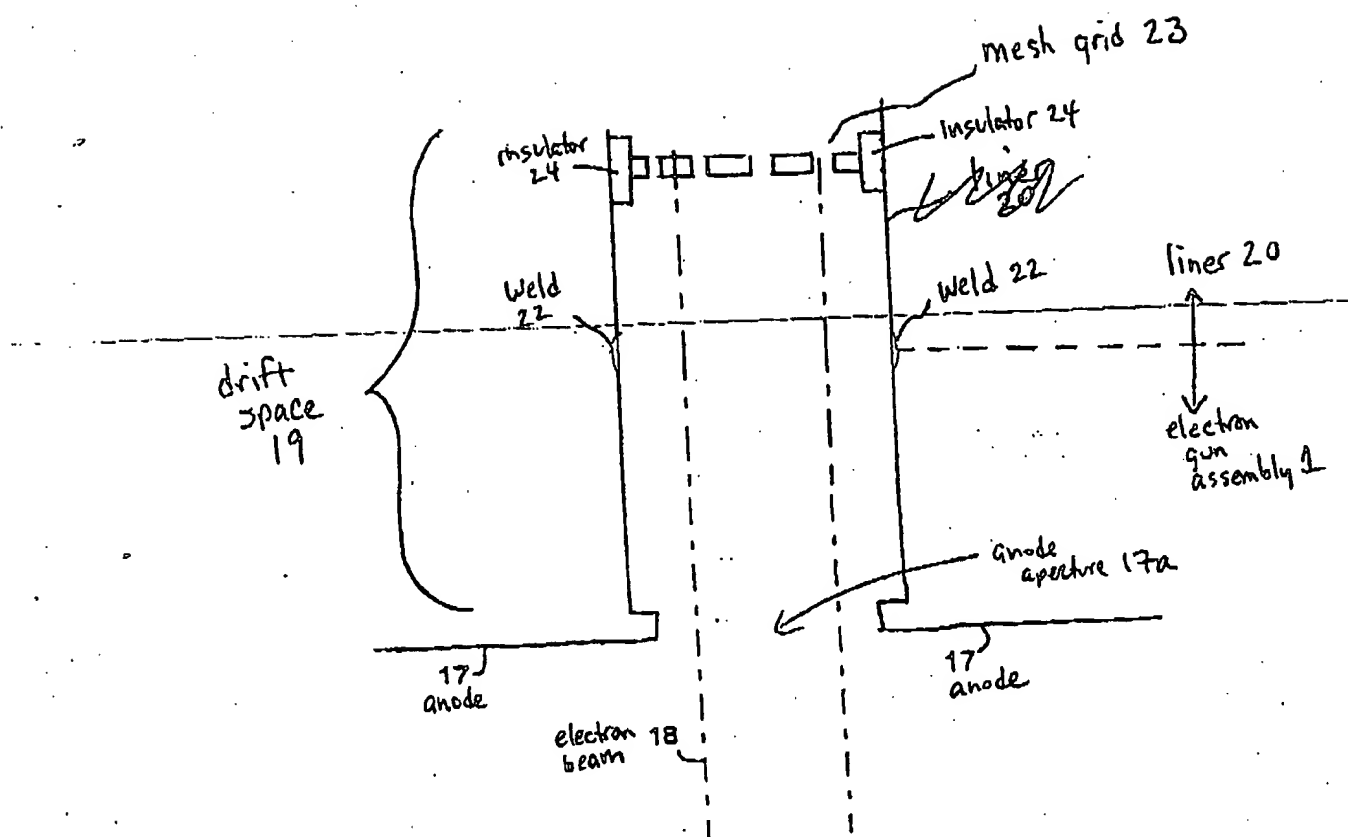 mesh grid 23
insulator
24
Insulator 24
Liner
20
Weld
22
Weld 22
liner 20
drift
space
19
electron
gun
assembly 1
anode
aperture 17a
17
anode
17
anode
electron 18
beam